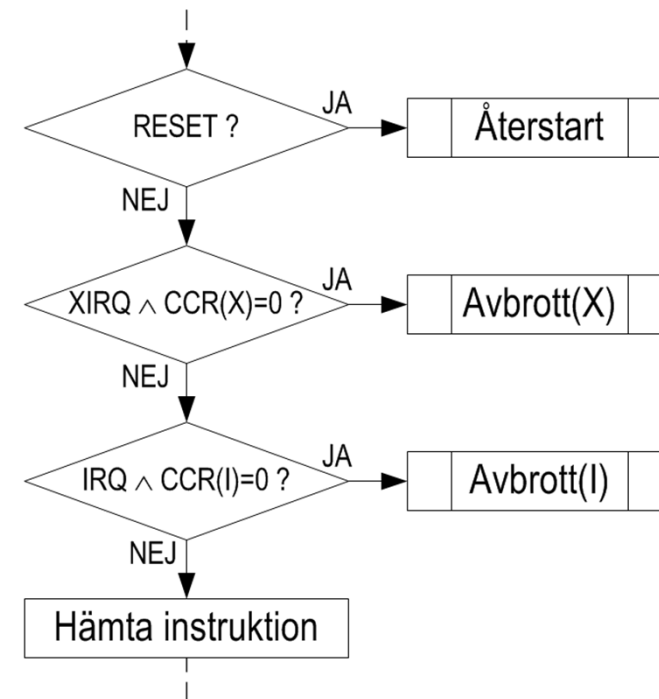 RESET ?
JA
Återstart
NEJ
XIRQ ∧ CCR(X)=0 ?
JA
Avbrott(X)
NEJ
IRQ ∧ CCR(I)=0 ?
JA
Avbrott(I)
NEJ
Hämta instruktion